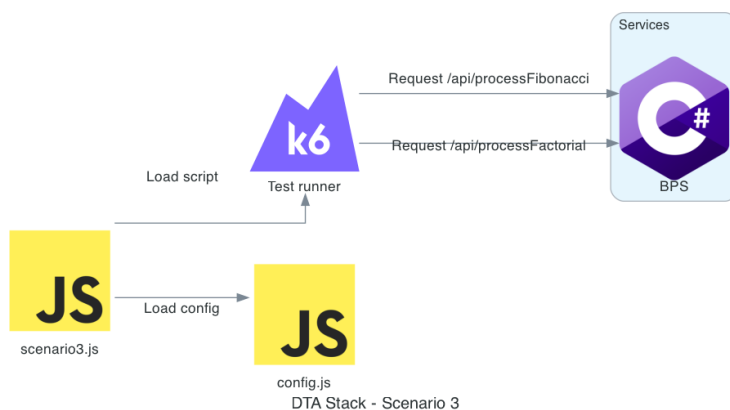 Services
Request /api/processFibonacci
C#
k6
Request /api/processFactorial
Load script
Test runner
BPS
JS
Load config
JS
scenario3.js
config.js
DTA Stack - Scenario 3